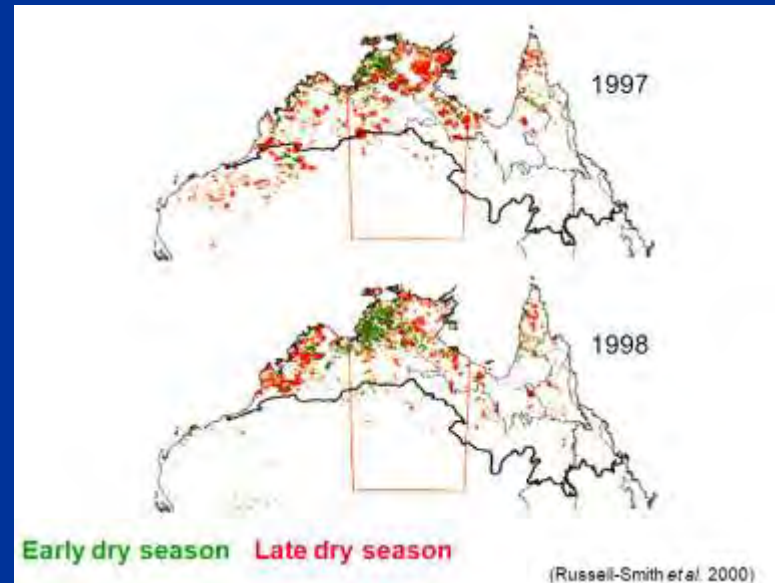 1997
1998
Early dry season Late dry season
(Russell-Smith et al. 2000)